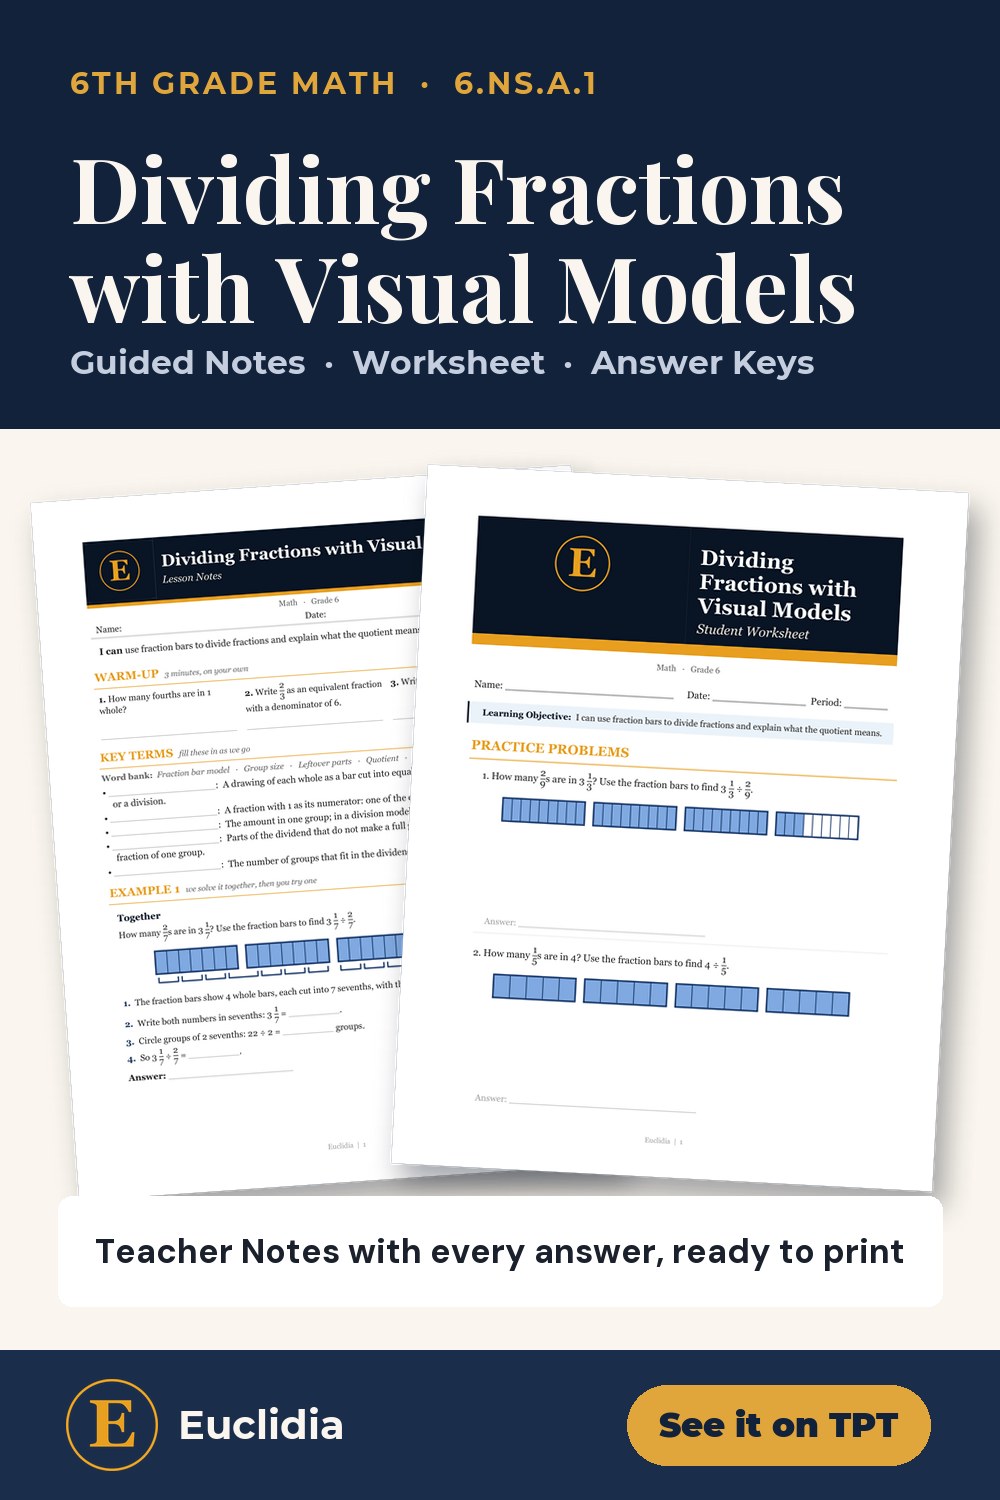 6TH GRADE MATH · 6.NS.A.1
Dividing Fractions
with Visual Models
Guided Notes · Worksheet · Answer Keys
E
Dividing Fractions with Visual
Lesson Notes
Math · Grade 6
Name:
Date:
I can use fraction bars to divide fractions and explain what the quotient means
WARM-UP 3 minutes, on your own
1. How many fourths are in 1
whole?
2. Write 2/3 as an equivalent fraction
with a denominator of 6.
3.
KEY TERMS fill these in as we go
Word bank: Fraction bar model · Group size · Leftover parts · Quotient ·
: A drawing of each whole as a bar cut into
or a division.
: A fraction with 1 as its numerator: one of the
: The amount in one group; in a division
: Parts of the dividend that do not make a full
fraction of one group.
: The number of groups that fit in the
EXAMPLE 1 we solve it together, then you try one
Together
How many 2/7s are in 3 1/7? Use the fraction bars to find 3 1/7 ÷ 2/7.
1. The fraction bars show 4 whole bars, each cut into 7 sevenths, with
2. Write both numbers in sevenths: 3 1/7 = .
3. Circle groups of 2 sevenths: 22 ÷ 2 = groups.
4. So 3 1/7 ÷ 2/7 = .
Answer:
Euclidia | 1
E
Dividing
Fractions with
Visual Models
Student Worksheet
Math · Grade 6
Name: Date: Period:
Learning Objective: I can use fraction bars to divide fractions and explain what the quotient means.
PRACTICE PROBLEMS
1. How many 2/9s are in 3 1/3? Use the fraction bars to find 3 1/3 ÷ 2/9.
Answer:
2. How many 1/5s are in 4? Use the fraction bars to find 4 ÷ 1/5.
Answer:
Euclidia | 1
Teacher Notes with every answer, ready to print
E
Euclidia
See it on TPT